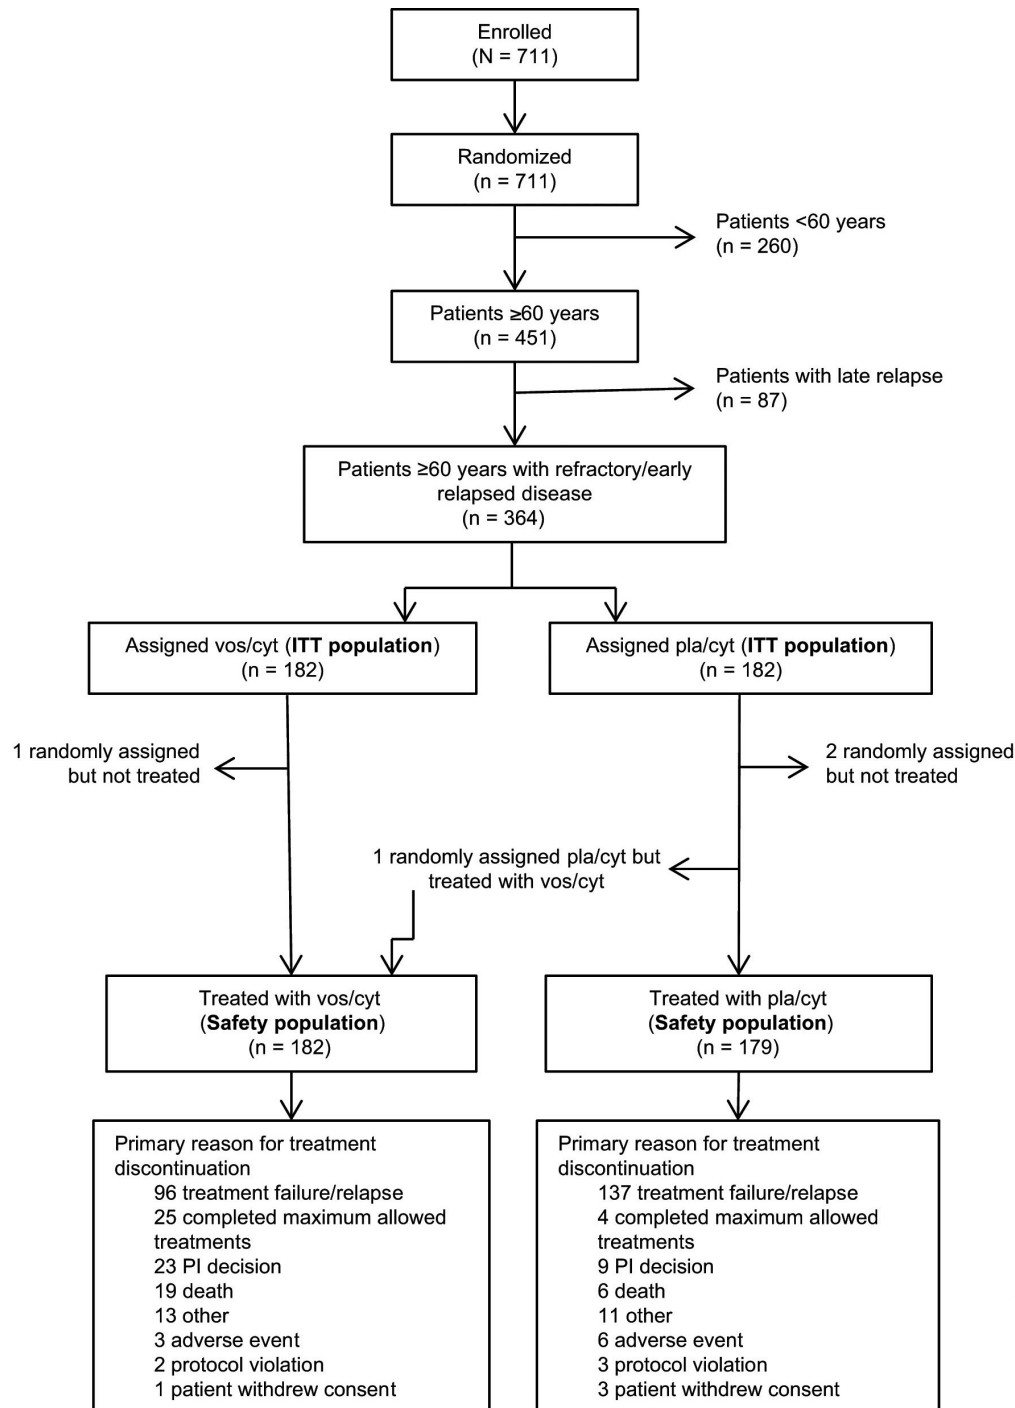 Enrolled
(N = 711)
Randomized
(n = 711)
Patients <60 years
(n = 260)
Patients ≥60 years
(n = 451)
Patients with late relapse
(n = 87)
Patients ≥60 years with refractory/early
relapsed disease
(n = 364)
Assigned vos/cyt (ITT population)
(n = 182)
Assigned pla/cyt (ITT population)
(n = 182)
1 randomly assigned
but not treated
2 randomly assigned
but not treated
1 randomly assigned pla/cyt but
treated with vos/cyt
Treated with vos/cyt
(Safety population)
(n = 182)
Treated with pla/cyt
(Safety population)
(n = 179)
Primary reason for treatment
discontinuation
96 treatment failure/relapse
25 completed maximum allowed
treatments
23 PI decision
19 death
13 other
3 adverse event
2 protocol violation
1 patient withdrew consent
Primary reason for treatment
discontinuation
137 treatment failure/relapse
4 completed maximum allowed
treatments
9 PI decision
6 death
11 other
6 adverse event
3 protocol violation
3 patient withdrew consent